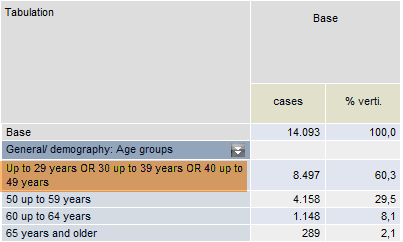 Tabulation
Base
cases % verti.
Base 14.093 100,0
General/ demography: Age groups
Up to 29 years OR 30 up to 39 years OR 40 up to
49 years 8.497 60,3
50 up to 59 years 4.158 29,5
60 up to 64 years 1.148 8,1
65 years and older 289 2,1